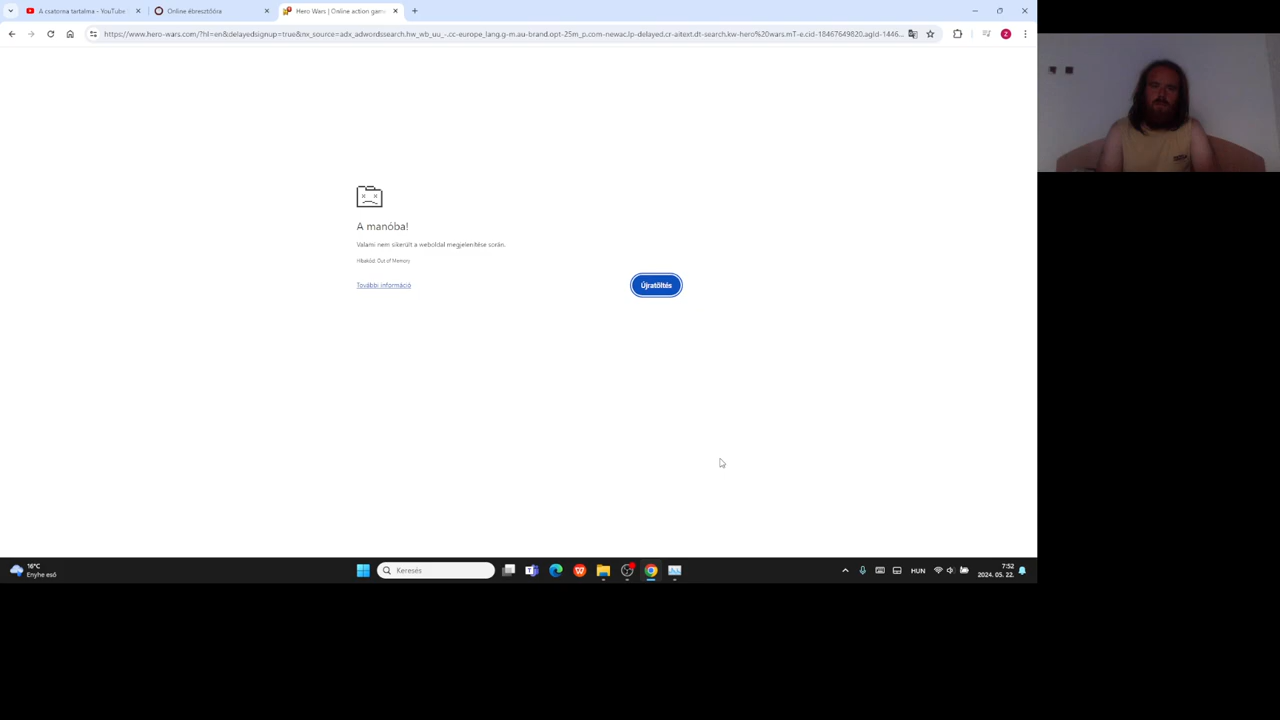 A csatorna tartalma - YouTube
Online ébresztőóra
Hero Wars | Online action game
https://www.hero-wars.com/?hl=en&delayedsignup=true&nx_source=adx_adwordssearch.hw_wb_uu_-.cc-europe_lang.g-m.au-brand.opt-25m_p.com-newac.lp-delayed.cr-aitext.dt-search.kw-hero%20wars.mT-e.cid-18467649820.agId-1446...
Z
A manóba!
Valami nem sikerült a weboldal megjelenítése során.
Hibakód: Out of Memory
További információ
Újratöltés
16°C
Enyhe eső
Keresés
HUN
7:52
2024. 05. 22.